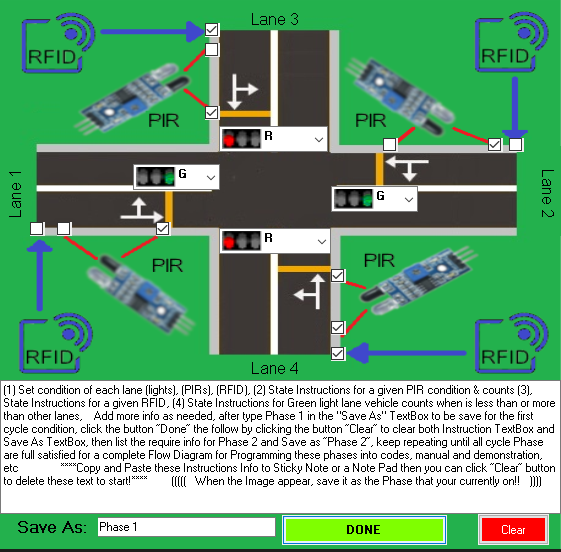 Lane 3
RFID
RFID
PIR
PIR
R
G
G
Lane 1
Lane 2
R
PIR
PIR
RFID
RFID
Lane 4
(1) Set condition of each lane (lights), (PIRs), (RFID), (2) State Instructions for a given PIR condition & counts (3),
State Instructions for a given RFID, (4) State Instructions for Green light lane vehicle counts when is less than or more
than other lanes, Add more info as needed, after type Phase 1 in the "Save As" TextBox to be save for the first
cycle condition, click the button "Done" the follow by clicking the button "Clear" to clear both Instruction TextBox and
Save As TextBox, then list the require info for Phase 2 and Save as "Phase 2", keep repeating until all cycle Phase
are full satisfied for a complete Flow Diagram for Programming these phases into codes, manual and demonstration,
etc ****Copy and Paste these Instructions Info to Sticky Note or a Note Pad then you can click "Clear" button
to delete these text to start!**** ((((( When the Image appear, save it as the Phase that your currently on!! ))))
Save As: Phase 1 DONE Clear